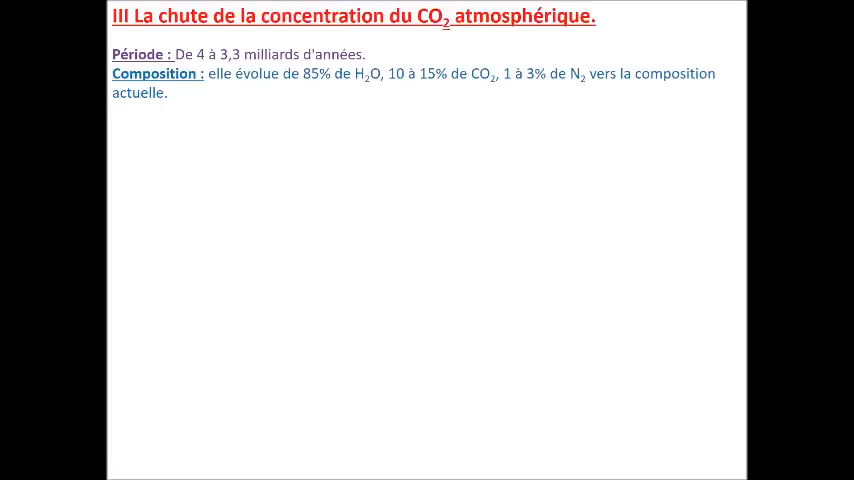 III La chute de la concentration du CO₂ atmosphérique.
Période : De 4 à 3,3 milliards d'années.
Composition : elle évolue de 85% de H₂O, 10 à 15% de CO₂, 1 à 3% de N₂ vers la composition
actuelle.